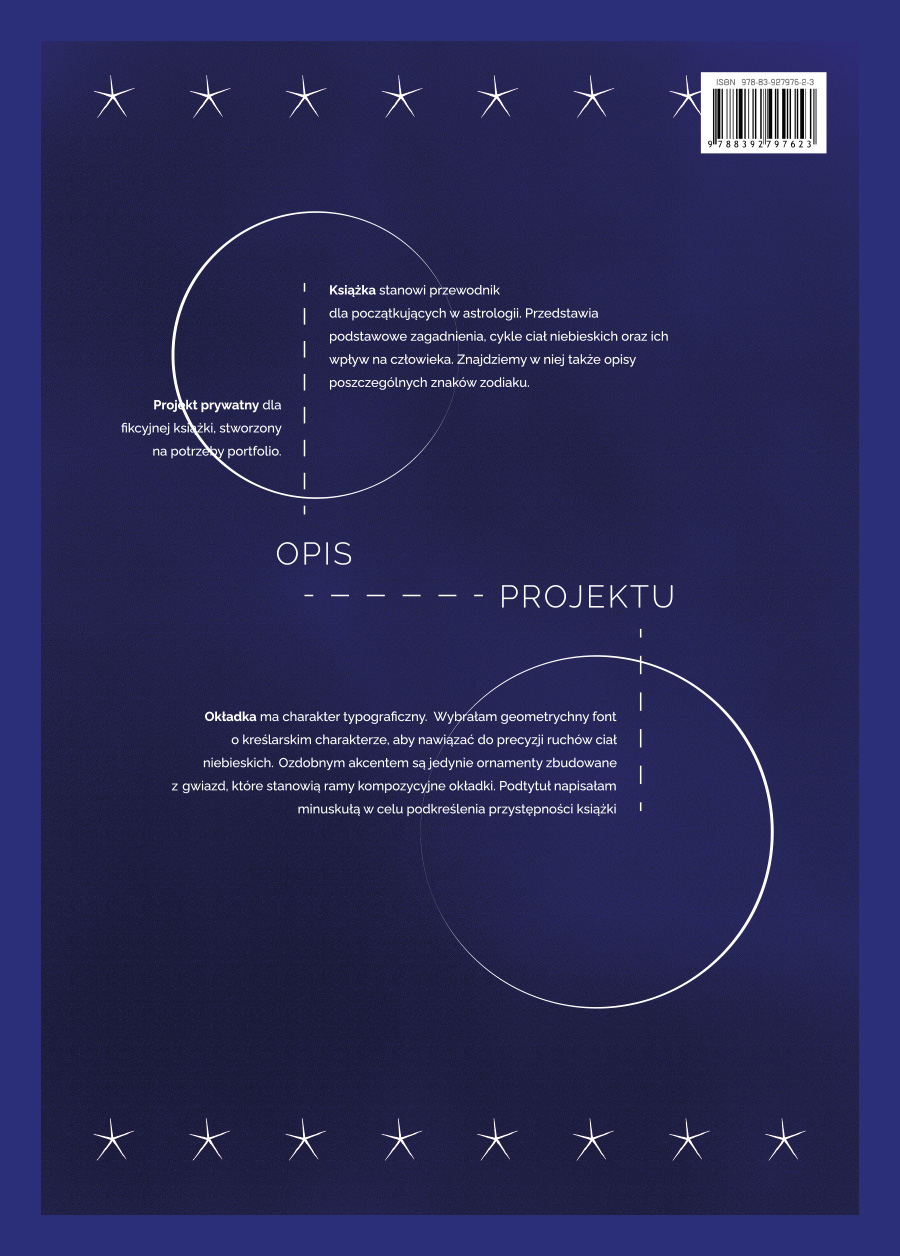 ISBN 978-83-927975-2-3
9 788392 797623
Książka stanowi przewodnik
dla początkujących w astrologii. Przedstawia
podstawowe zagadnienia, cykle ciał niebieskich oraz ich
wpływ na człowieka. Znajdziemy w niej także opisy
poszczególnych znaków zodiaku.
Projekt prywatny dla
fikcyjnej książki, stworzony
na potrzeby portfolio.
OPIS
PROJEKTU
Okładka ma charakter typograficzny. Wybrałam geometrychny font
o kreślarskim charakterze, aby nawiązać do precyzji ruchów ciał
niebieskich. Ozdobnym akcentem są jedynie ornamenty zbudowane
z gwiazd, które stanowią ramy kompozycyjne okładki. Podtytuł napisałam
minuskułą w celu podkreślenia przystępności książki